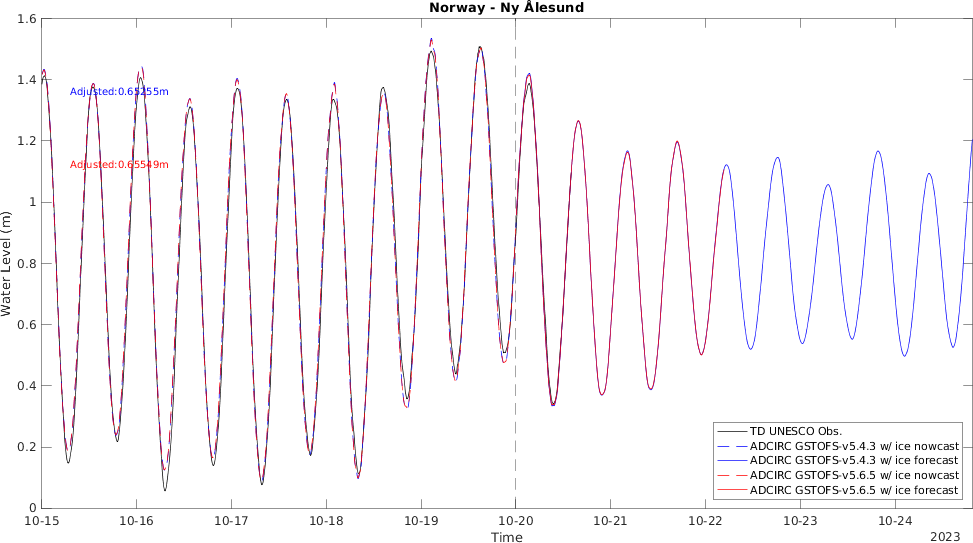 Norway - Ny Ålesund
1.6
1.4
1.2
1
0.8
0.6
0.4
0.2
0
Water Level (m)
Adjusted:0.65255m
Adjusted:0.65549m
TD UNESCO Obs.
ADCIRC GSTOFS-v5.4.3 w/ ice nowcast
ADCIRC GSTOFS-v5.4.3 w/ ice forecast
ADCIRC GSTOFS-v5.6.5 w/ ice nowcast
ADCIRC GSTOFS-v5.6.5 w/ ice forecast
10-15 10-16 10-17 10-18 10-19 10-20 10-21 10-22 10-23 10-24
Time
2023